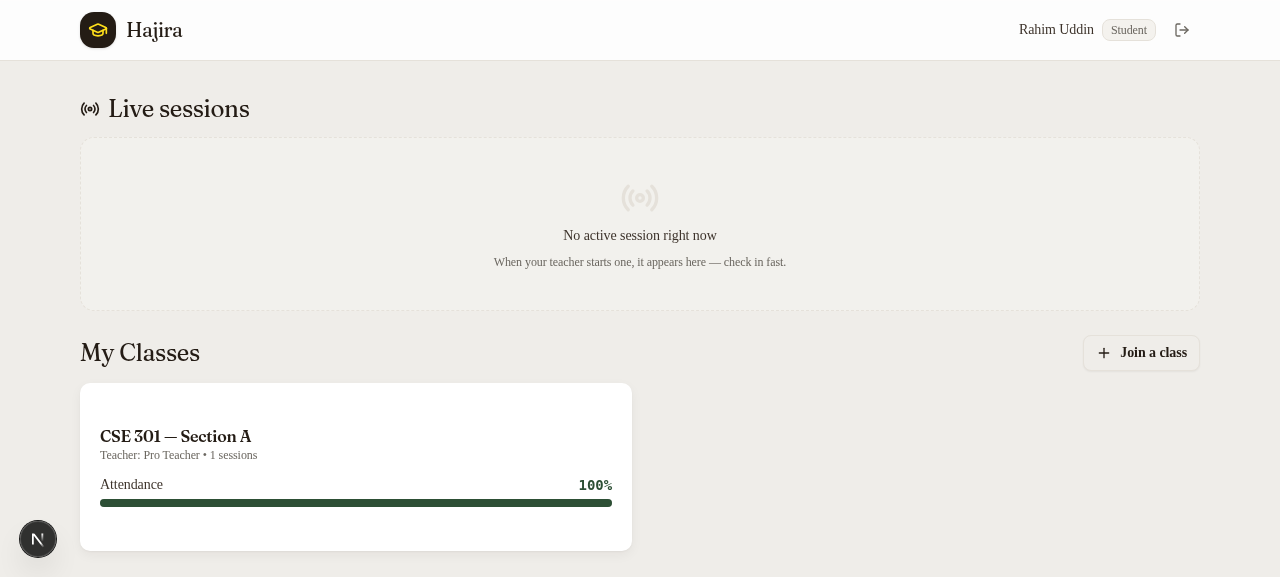 Hajira
Rahim Uddin Student
Live sessions
No active session right now
When your teacher starts one, it appears here — check in fast.
My Classes
Join a class
CSE 301 — Section A
Teacher: Pro Teacher • 1 sessions
Attendance 100%
N